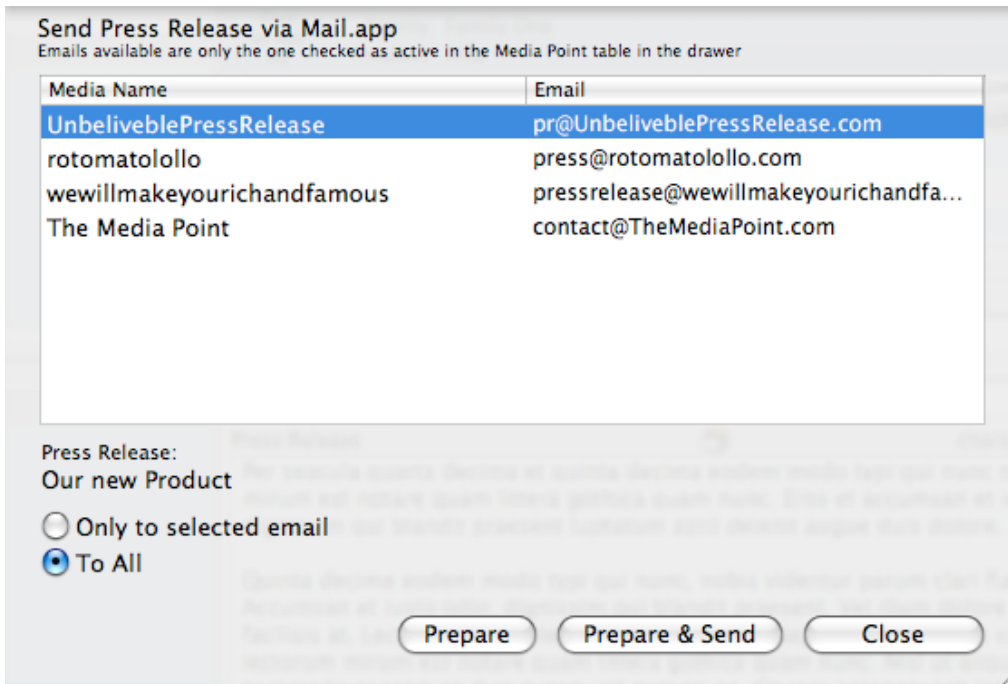 Send Press Release via Mail.app
Emails available are only the one checked as active in the Media Point table in the drawer
Media Name Email
UnbeliveblePressRelease pr@UnbeliveblePressRelease.com
rotomatolollo press@rotomatolollo.com
wewillmakeyourichandfamous pressrelease@wewillmakeyourichandfa...
The Media Point contact@TheMediaPoint.com
Press Release:
Our new Product
Only to selected email
To All
Prepare Prepare & Send Close